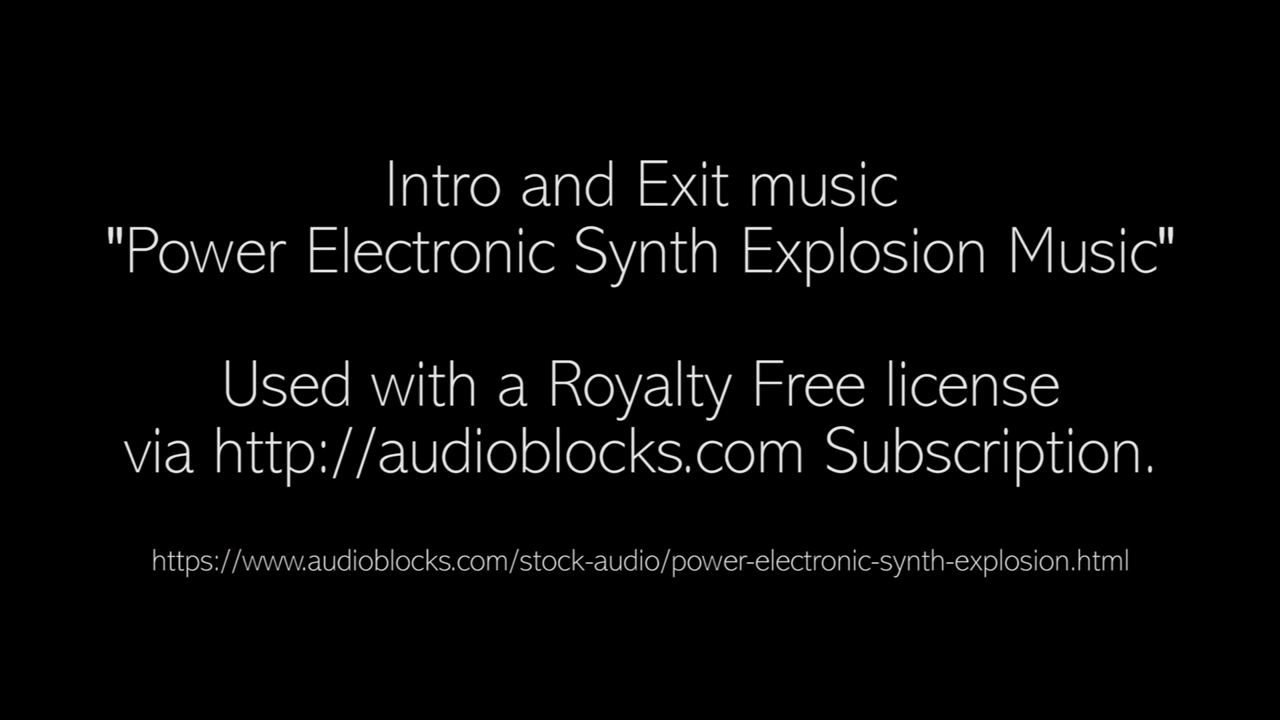 Intro and Exit music
"Power Electronic Synth Explosion Music"
Used with a Royalty Free license
via http://audioblocks.com Subscription.
https://www.audioblocks.com/stock-audio/power-electronic-synth-explosion.html